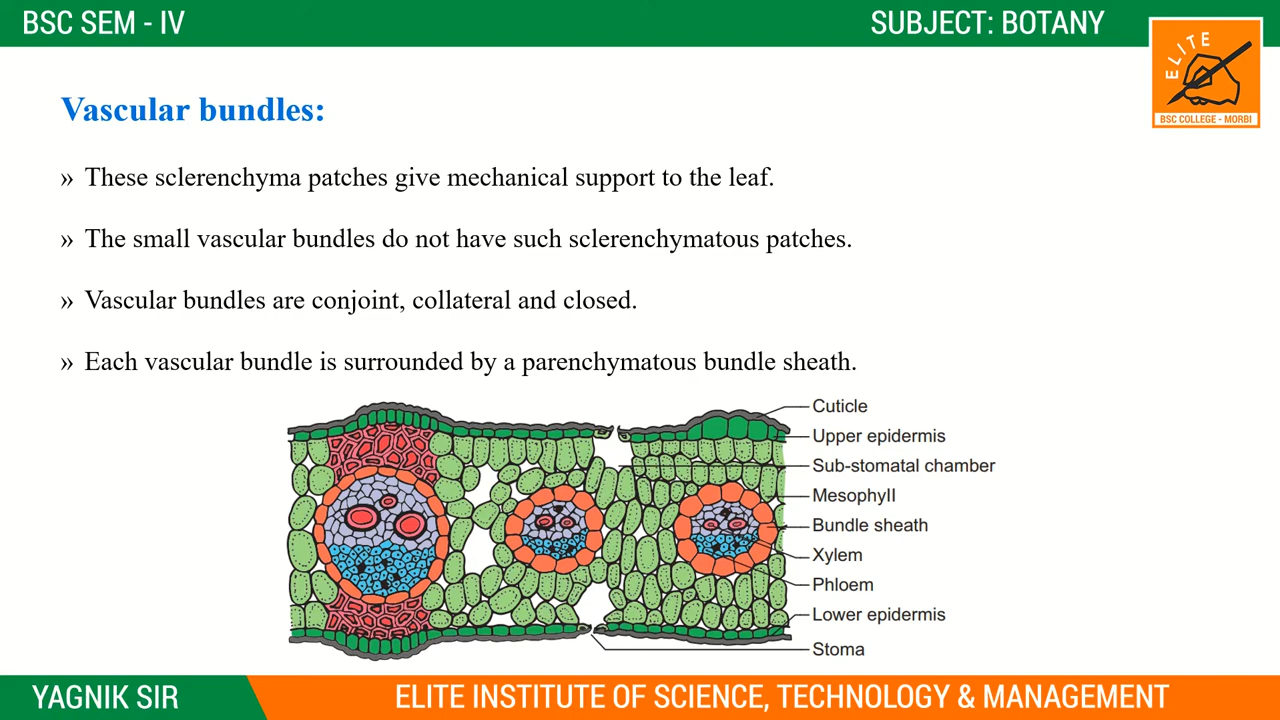 BSC SEM - IV
SUBJECT: BOTANY
ELITE
BSC COLLEGE - MORBI
Vascular bundles:
» These sclerenchyma patches give mechanical support to the leaf.
» The small vascular bundles do not have such sclerenchymatous patches.
» Vascular bundles are conjoint, collateral and closed.
» Each vascular bundle is surrounded by a parenchymatous bundle sheath.
Cuticle
Upper epidermis
Sub-stomatal chamber
Mesophyll
Bundle sheath
Xylem
Phloem
Lower epidermis
Stoma
YAGNIK SIR
ELITE INSTITUTE OF SCIENCE, TECHNOLOGY & MANAGEMENT